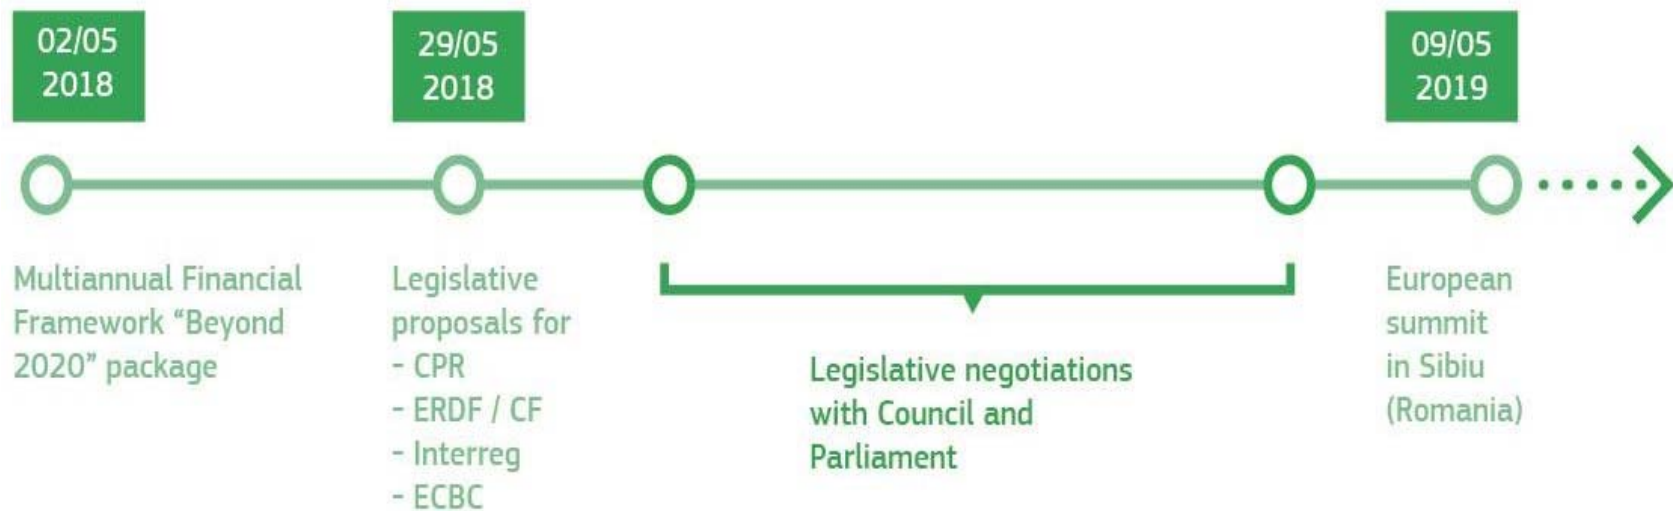 02/05
2018
29/05
2018
09/05
2019
Multiannual Financial
Framework “Beyond
2020” package
Legislative
proposals for
- CPR
- ERDF / CF
- Interreg
- ECBC
Legislative negotiations
with Council and
Parliament
European
summit
in Sibiu
(Romania)